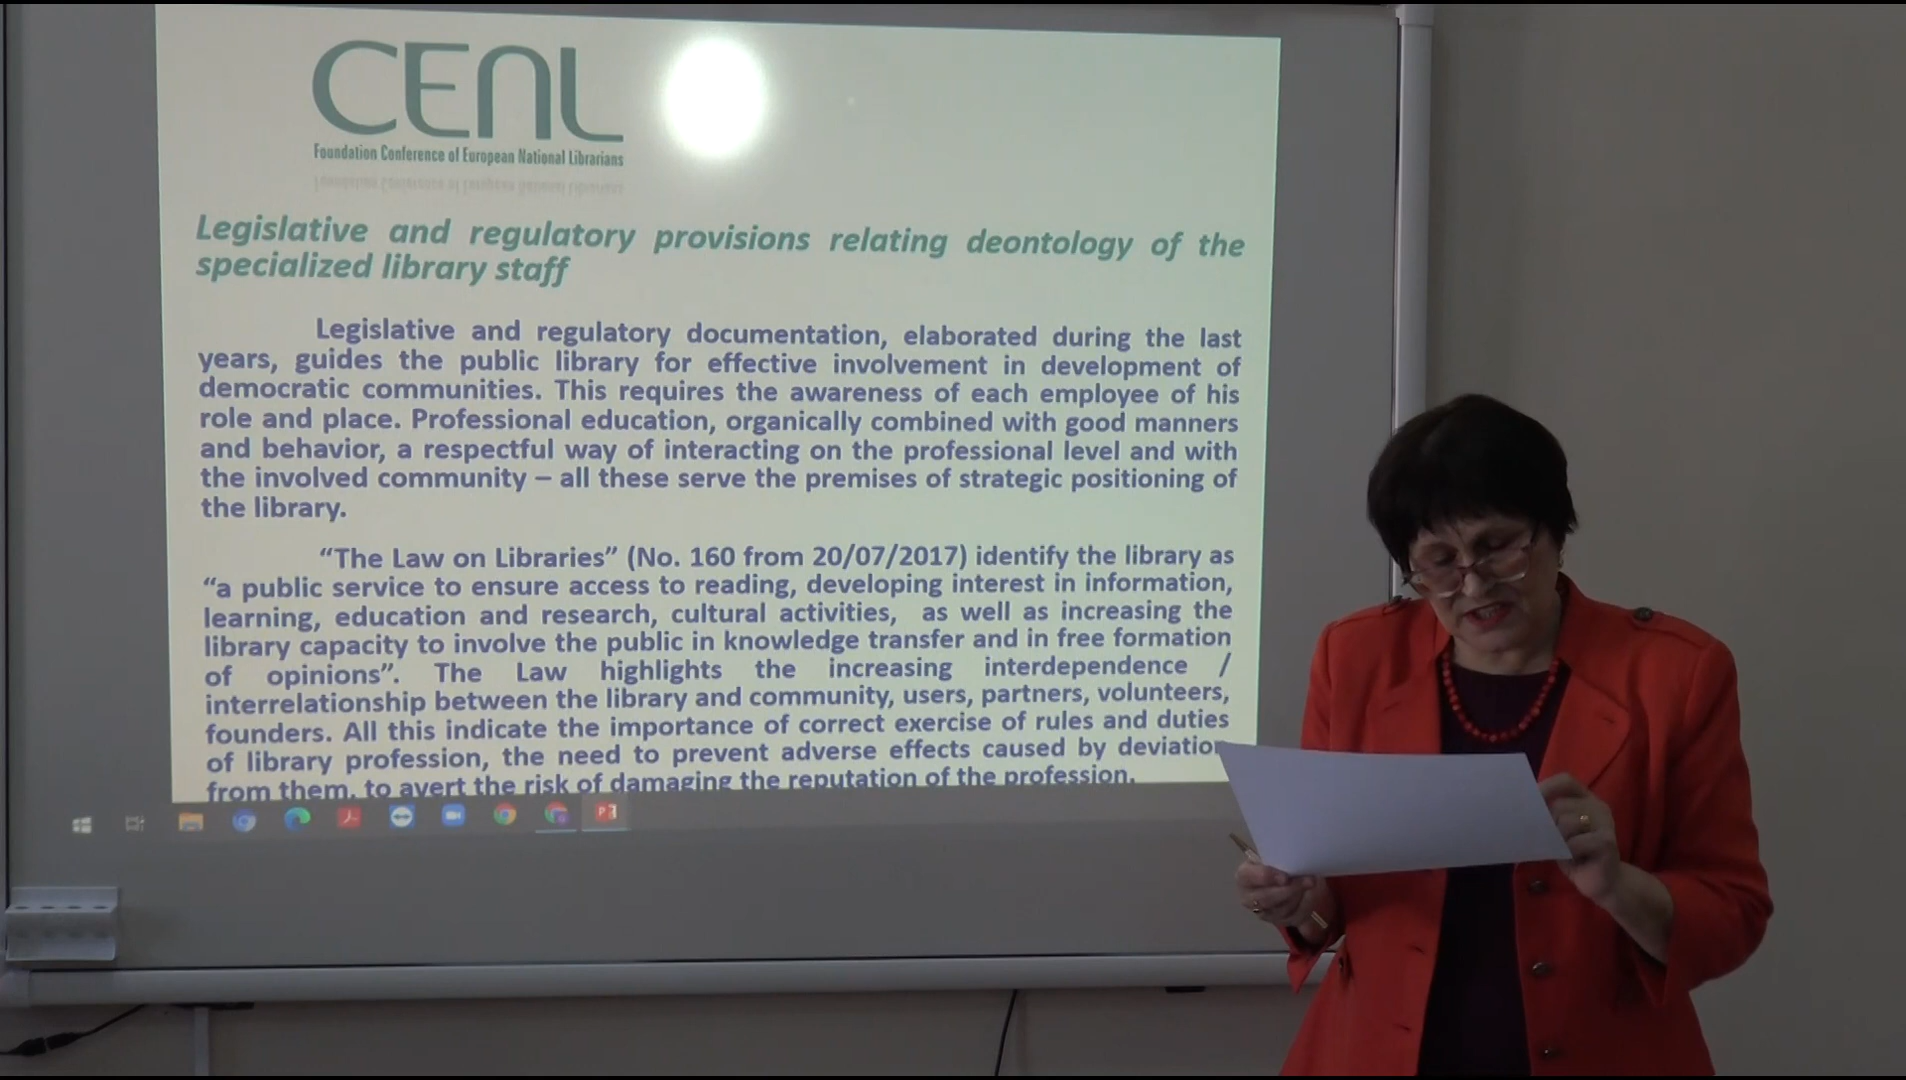 CENL
Foundation Conference of European National Librarians
Legislative and regulatory provisions relating deontology of the
specialized library staff
Legislative and regulatory documentation, elaborated during the last
years, guides the public library for effective involvement in development of
democratic communities. This requires the awareness of each employee of his
role and place. Professional education, organically combined with good manners
and behavior, a respectful way of interacting on the professional level and with
the involved community – all these serve the premises of strategic positioning of
the library.
“The Law on Libraries” (No. 160 from 20/07/2017) identify the library as
“a public service to ensure access to reading, developing interest in information,
learning, education and research, cultural activities, as well as increasing the
library capacity to involve the public in knowledge transfer and in free formation
of opinions”. The Law highlights the increasing interdependence /
interrelationship between the library and community, users, partners, volunteers,
founders. All this indicate the importance of correct exercise of rules and duties
of library profession, the need to prevent adverse effects caused by deviation
from them, to avert the risk of damaging the reputation of the profession.